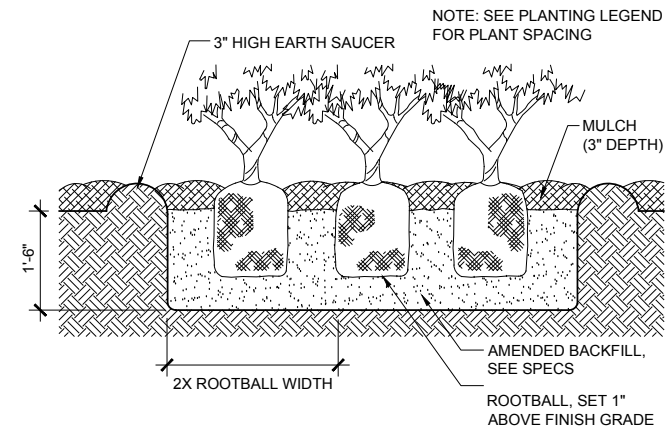 NOTE: SEE PLANTING LEGEND
FOR PLANT SPACING
3" HIGH EARTH SAUCER
MULCH
(3" DEPTH)
1'-6"
2X ROOTBALL WIDTH
AMENDED BACKFILL,
SEE SPECS
ROOTBALL, SET 1"
ABOVE FINISH GRADE